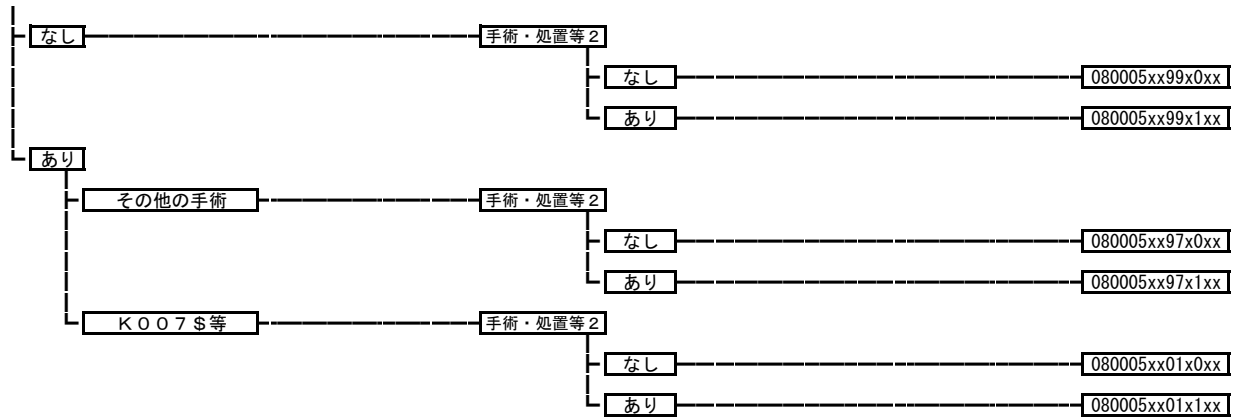 なし 手術・処置等２
なし 080005xx99x0xx
あり 080005xx99x1xx
あり
その他の手術 手術・処置等２
なし 080005xx97x0xx
あり 080005xx97x1xx
Ｋ００７＄等 手術・処置等２
なし 080005xx01x0xx
あり 080005xx01x1xx